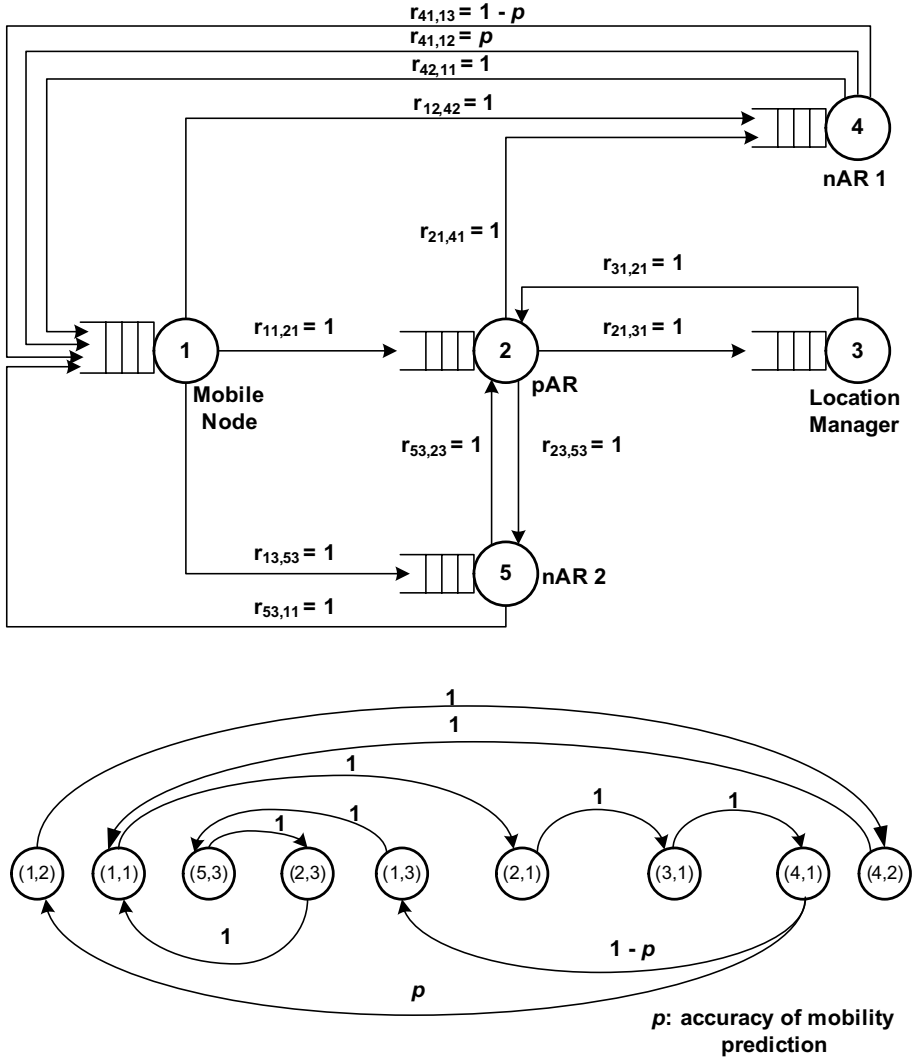 r41,13 = 1 - p
r41,12 = p
r42,11 = 1
r12,42 = 1
4
nAR 1
r21,41 = 1
r31,21 = 1
1
r11,21 = 1
2
r21,31 = 1
3
Mobile
Node
pAR
Location
Manager
r53,23 = 1
r23,53 = 1
r13,53 = 1
5
nAR 2
r53,11 = 1
1
1
1
1
1
1
1
(1,2)
(1,1)
(5,3)
(2,3)
(1,3)
(2,1)
(3,1)
(4,1)
(4,2)
1
1 - p
p
p: accuracy of mobility
prediction